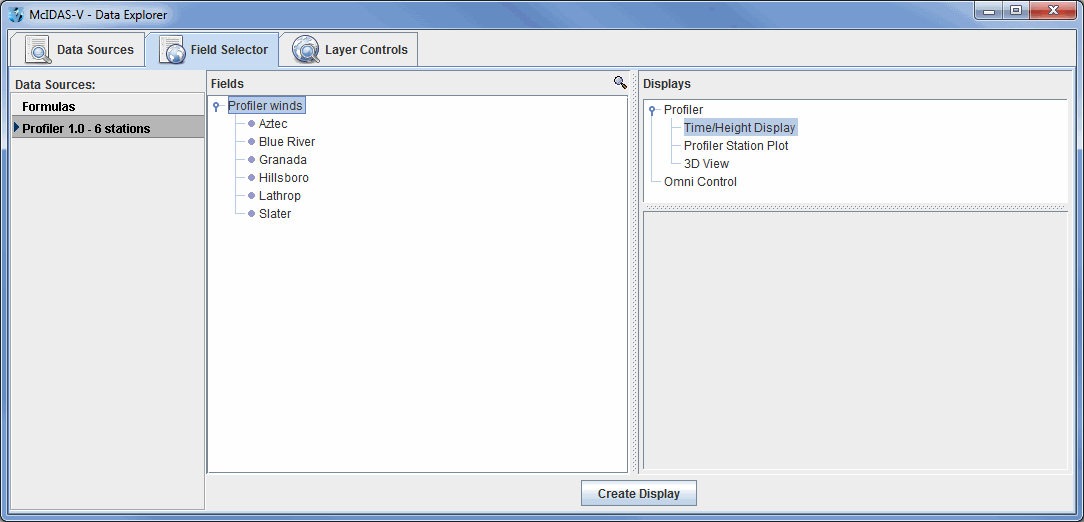 McIDAS-V - Data Explorer
Data Sources
Field Selector
Layer Controls
Data Sources:
Formulas
Profiler 1.0 - 6 stations
Fields
Profiler winds
Aztec
Blue River
Granada
Hillsboro
Lathrop
Slater
Displays
Profiler
Time/Height Display
Profiler Station Plot
3D View
Omni Control
Create Display